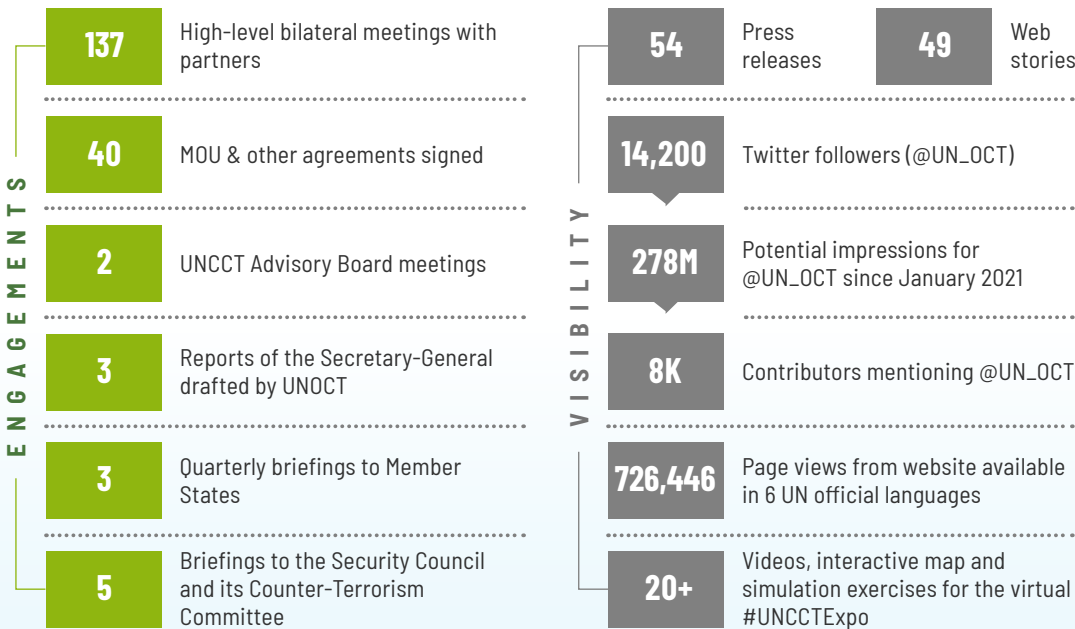 ENGAGEMENTS
137
High-level bilateral meetings with
partners
40
MOU & other agreements signed
2
UNCCT Advisory Board meetings
3
Reports of the Secretary-General
drafted by UNOCT
3
Quarterly briefings to Member
States
5
Briefings to the Security Council
and its Counter-Terrorism
Committee
VISIBILITY
54
Press
releases
49
Web
stories
14,200
Twitter followers (@UN_OCT)
278M
Potential impressions for
@UN_OCT since January 2021
8K
Contributors mentioning @UN_OCT
726,446
Page views from website available
in 6 UN official languages
20+
Videos, interactive map and
simulation exercises for the virtual
#UNCCTExpo